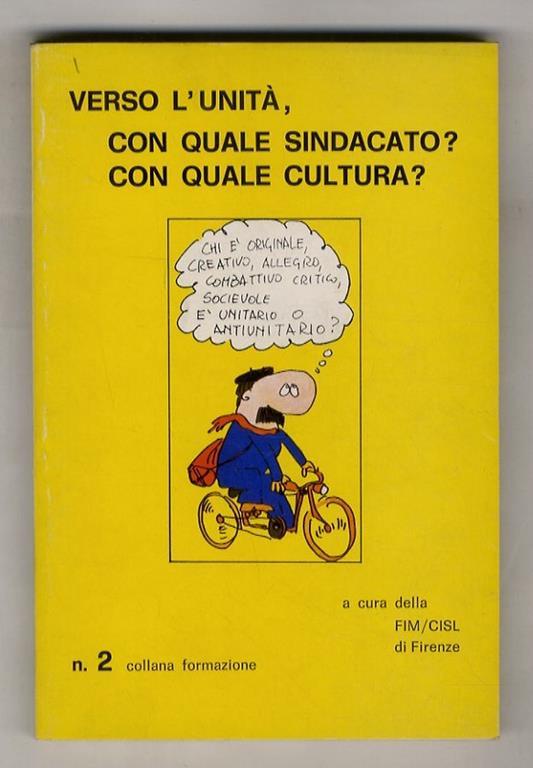 VERSO L'UNITÀ,
CON QUALE SINDACATO?
CON QUALE CULTURA?
CHI E' ORIGINALE,
CREATIVO, ALLEGRO,
COMBATTIVO CRITICO,
SOCIEVOLE
E' UNITARIO O
ANTIUNITARIO?
a cura della
FIM/CISL
di Firenze
n. 2 collana formazione